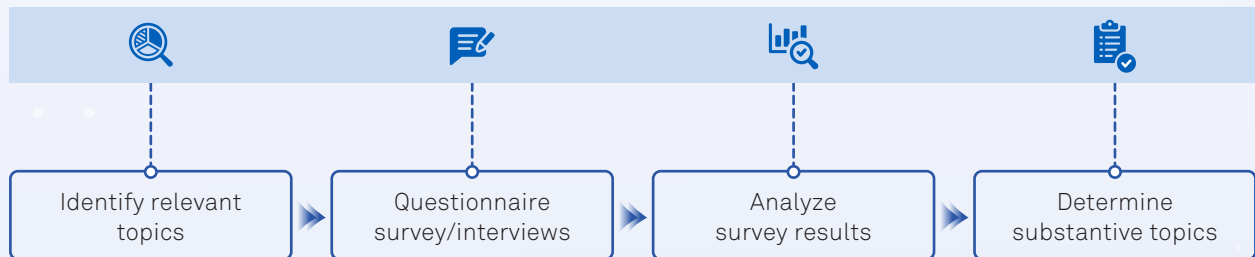 Identify relevant
topics
Questionnaire
survey/interviews
Analyze
survey results
Determine
substantive topics